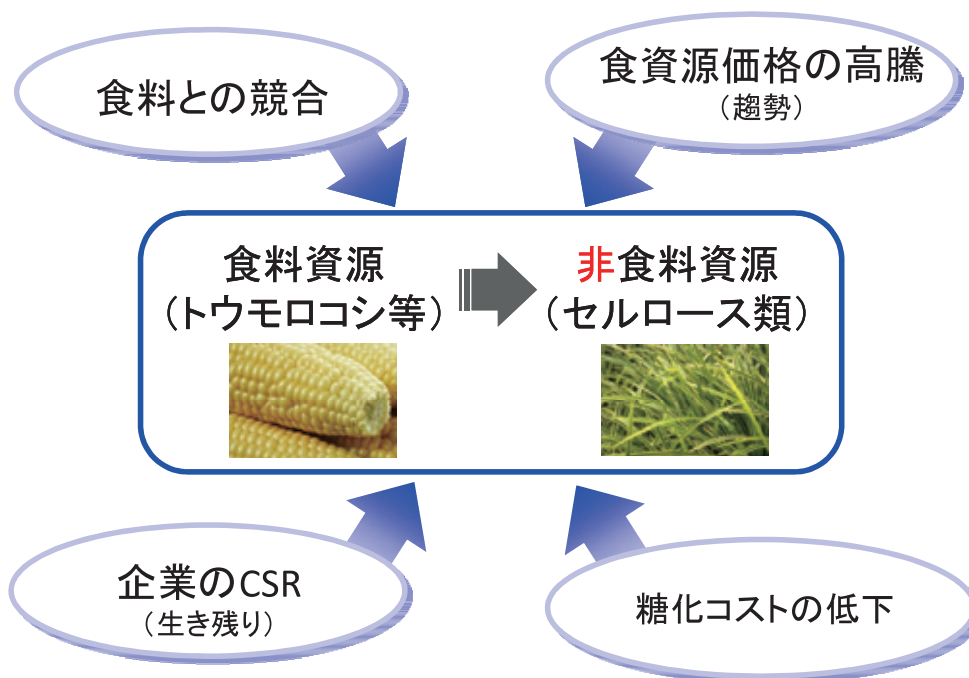 食料との競合
食資源価格の高騰
（趨勢）
食料資源
（トウモロコシ等）
非食料資源
（セルロース類）
企業のCSR
（生き残り）
糖化コストの低下